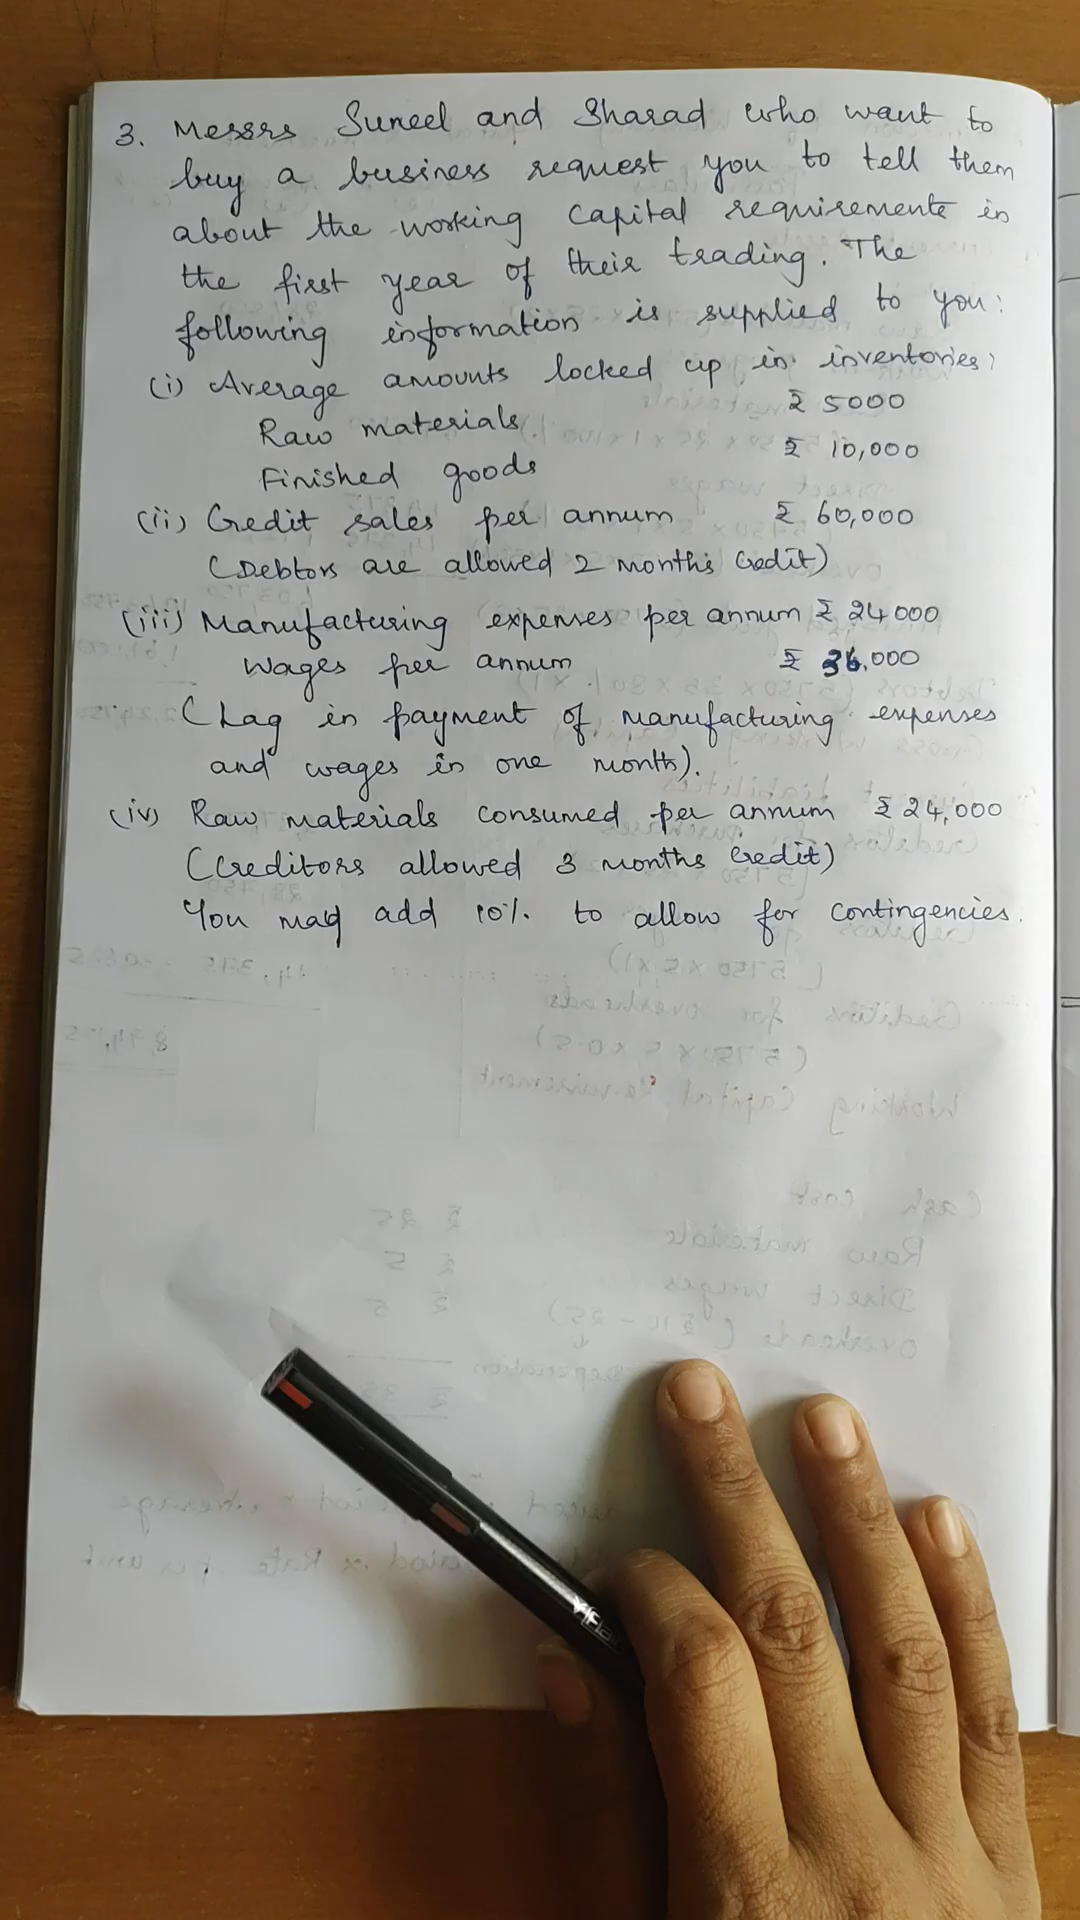 3. Messrs Suneel and Sharad who want to
buy a business request you to tell them
about the working capital requiremente in
the first year of their trading. The
following information is supplied to you:
(i) Average amounts locked up in inventories:
Raw materials ₹ 5000
Finished goods ₹ 10,000
(ii) Credit sales per annum ₹ 60,000
(Debtors are allowed 2 months credit)
(iii) Manufacturing expenses per annum ₹ 24000
Wages per annum ₹ 36,000
(Lag in payment of manufacturing expenses
and wages is one month).
(iv) Raw materials consumed per annum ₹ 24,000
(Creditors allowed 3 months credit)
You may add 10% to allow for contingencies.